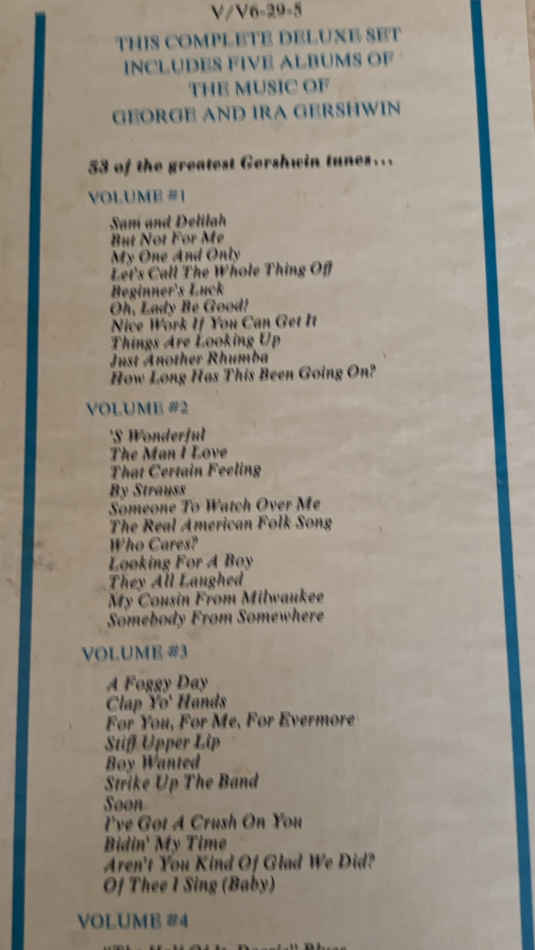 V/V6-29-5
THIS COMPLETE DELUXE SET
INCLUDES FIVE ALBUMS OF
THE MUSIC OF
GEORGE AND IRA GERSHWIN
53 of the greatest Gershwin tunes...
VOLUME #1
Sam and Delilah
But Not For Me
My One And Only
Let's Call The Whole Thing Off
Beginner's Luck
Oh, Lady Be Good!
Nice Work If You Can Get It
Things Are Looking Up
Just Another Rhumba
How Long Has This Been Going On?
VOLUME #2
'S Wonderful
The Man I Love
That Certain Feeling
By Strauss
Someone To Watch Over Me
The Real American Folk Song
Who Cares?
Looking For A Boy
They All Laughed
My Cousin From Milwaukee
Somebody From Somewhere
VOLUME #3
A Foggy Day
Clap Yo' Hands
For You, For Me, For Evermore
Stiff Upper Lip
Boy Wanted
Strike Up The Band
Soon
I've Got A Crush On You
Bidin' My Time
Aren't You Kind Of Glad We Did?
Of Thee I Sing (Baby)
VOLUME #4